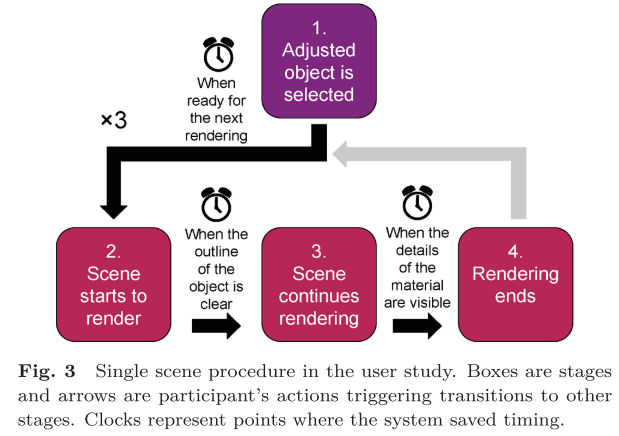 1.
Adjusted
object is
selected
When
ready for
the next
rendering
×3
2.
Scene
starts to
render
When the
outline
of the
object is
clear
3.
Scene
continues
rendering
When the
details
of the
material
are visible
4.
Rendering
ends
Fig. 3 Single scene procedure in the user study. Boxes are stages
and arrows are participant's actions triggering transitions to other
stages. Clocks represent points where the system saved timing.